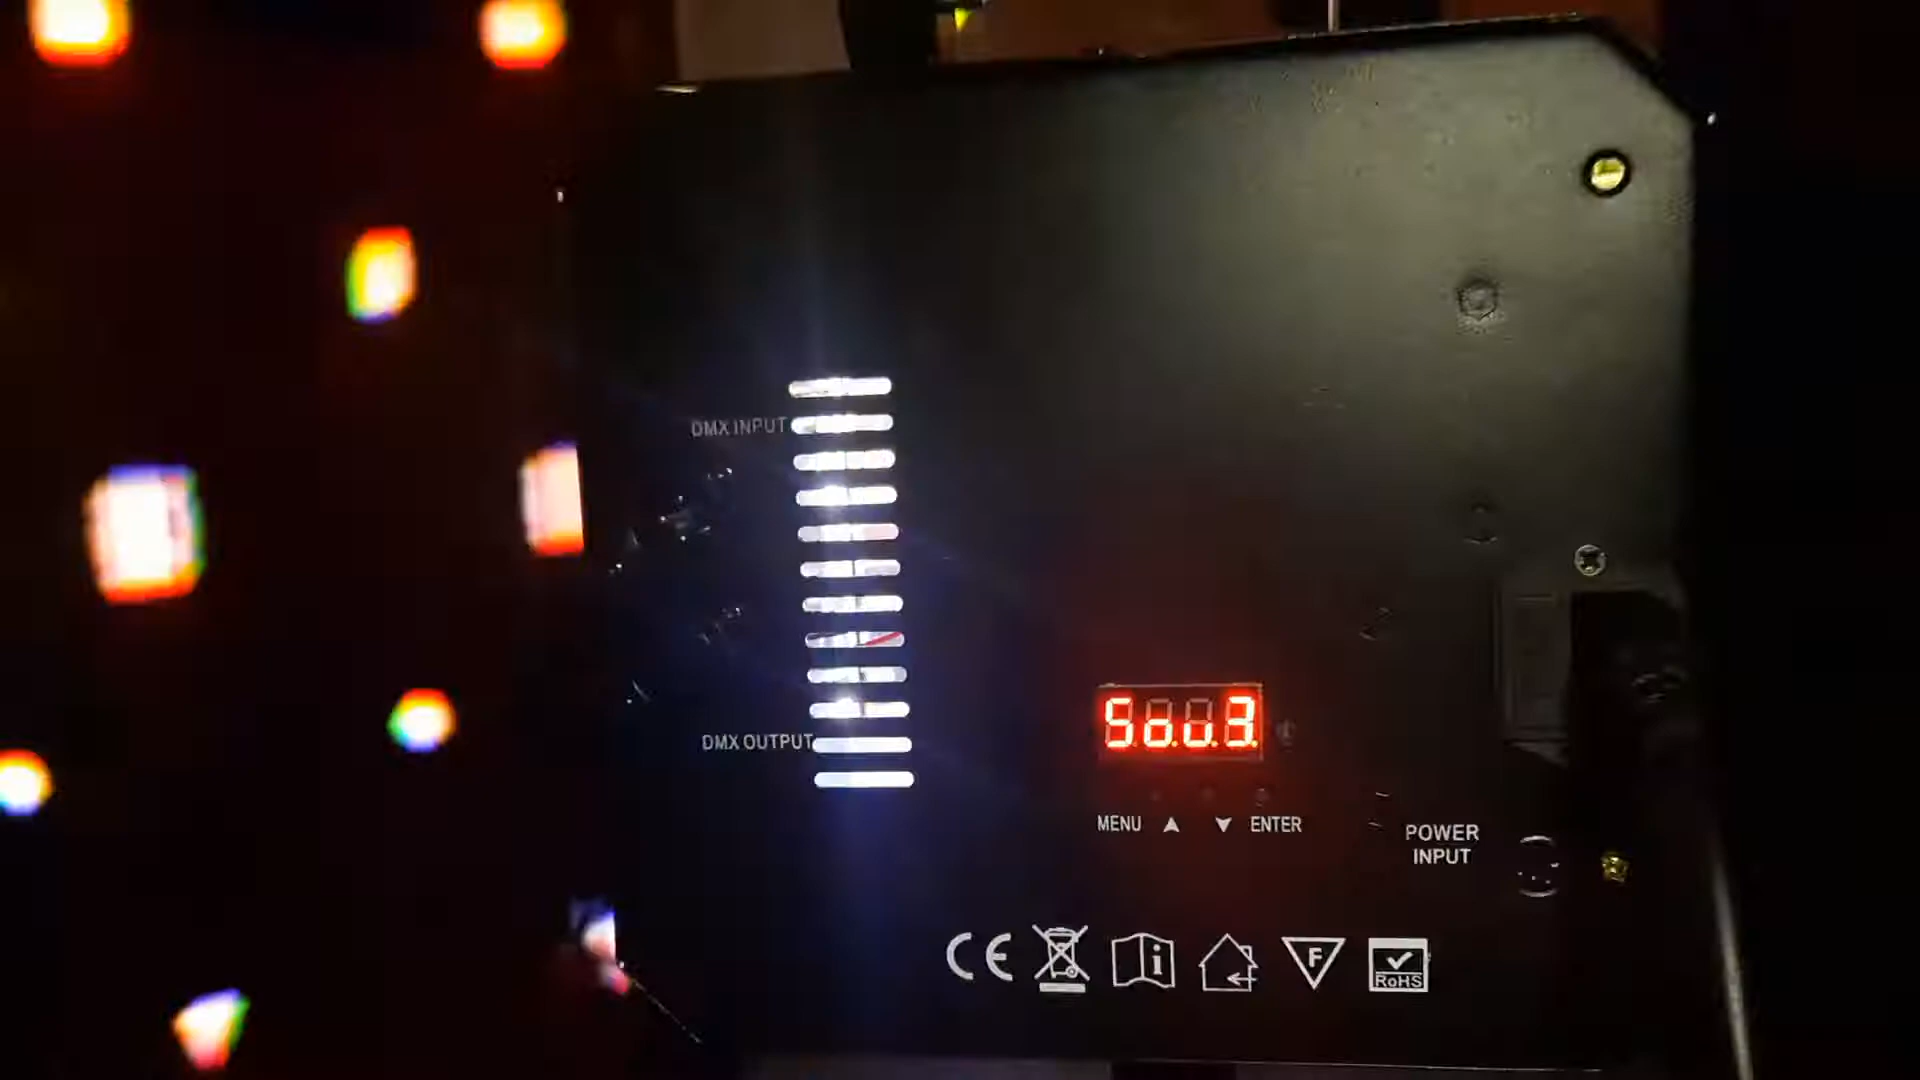 DMX INPUT
Sou3.
DMX OUTPUT
MENU ENTER
POWER
INPUT
CE
i
F
RoHS